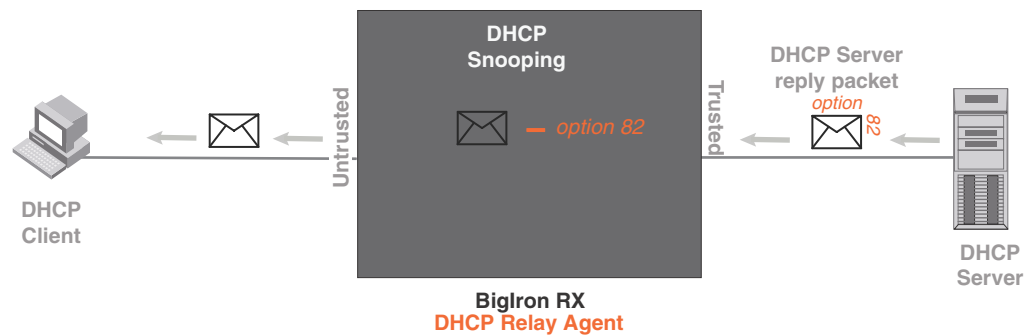 DHCP
Snooping
DHCP Server
reply packet
option
82
Untrusted
– option 82
Trusted
DHCP
Client
DHCP
Server
BigIron RX
DHCP Relay Agent